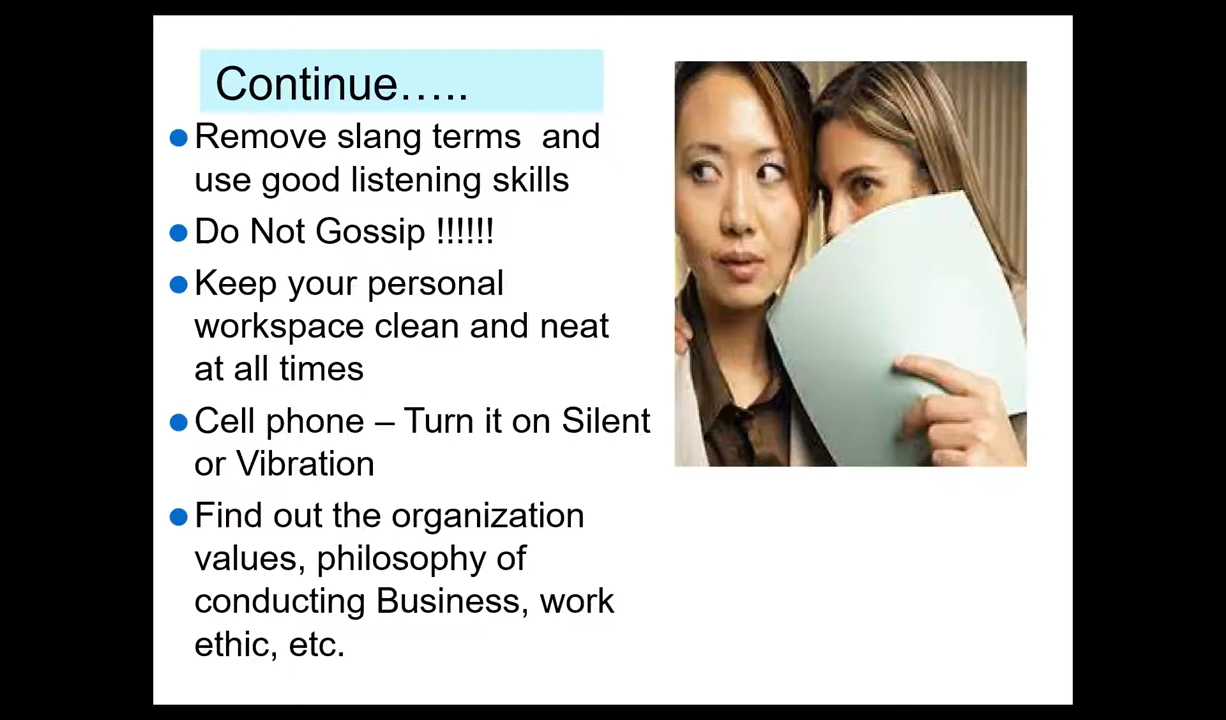 Continue…..
Remove slang terms  and
use good listening skills
Do Not Gossip !!!!!!
Keep your personal
workspace clean and neat
at all times
Cell phone – Turn it on Silent
or Vibration
Find out the organization
values, philosophy of
conducting Business, work
ethic, etc.